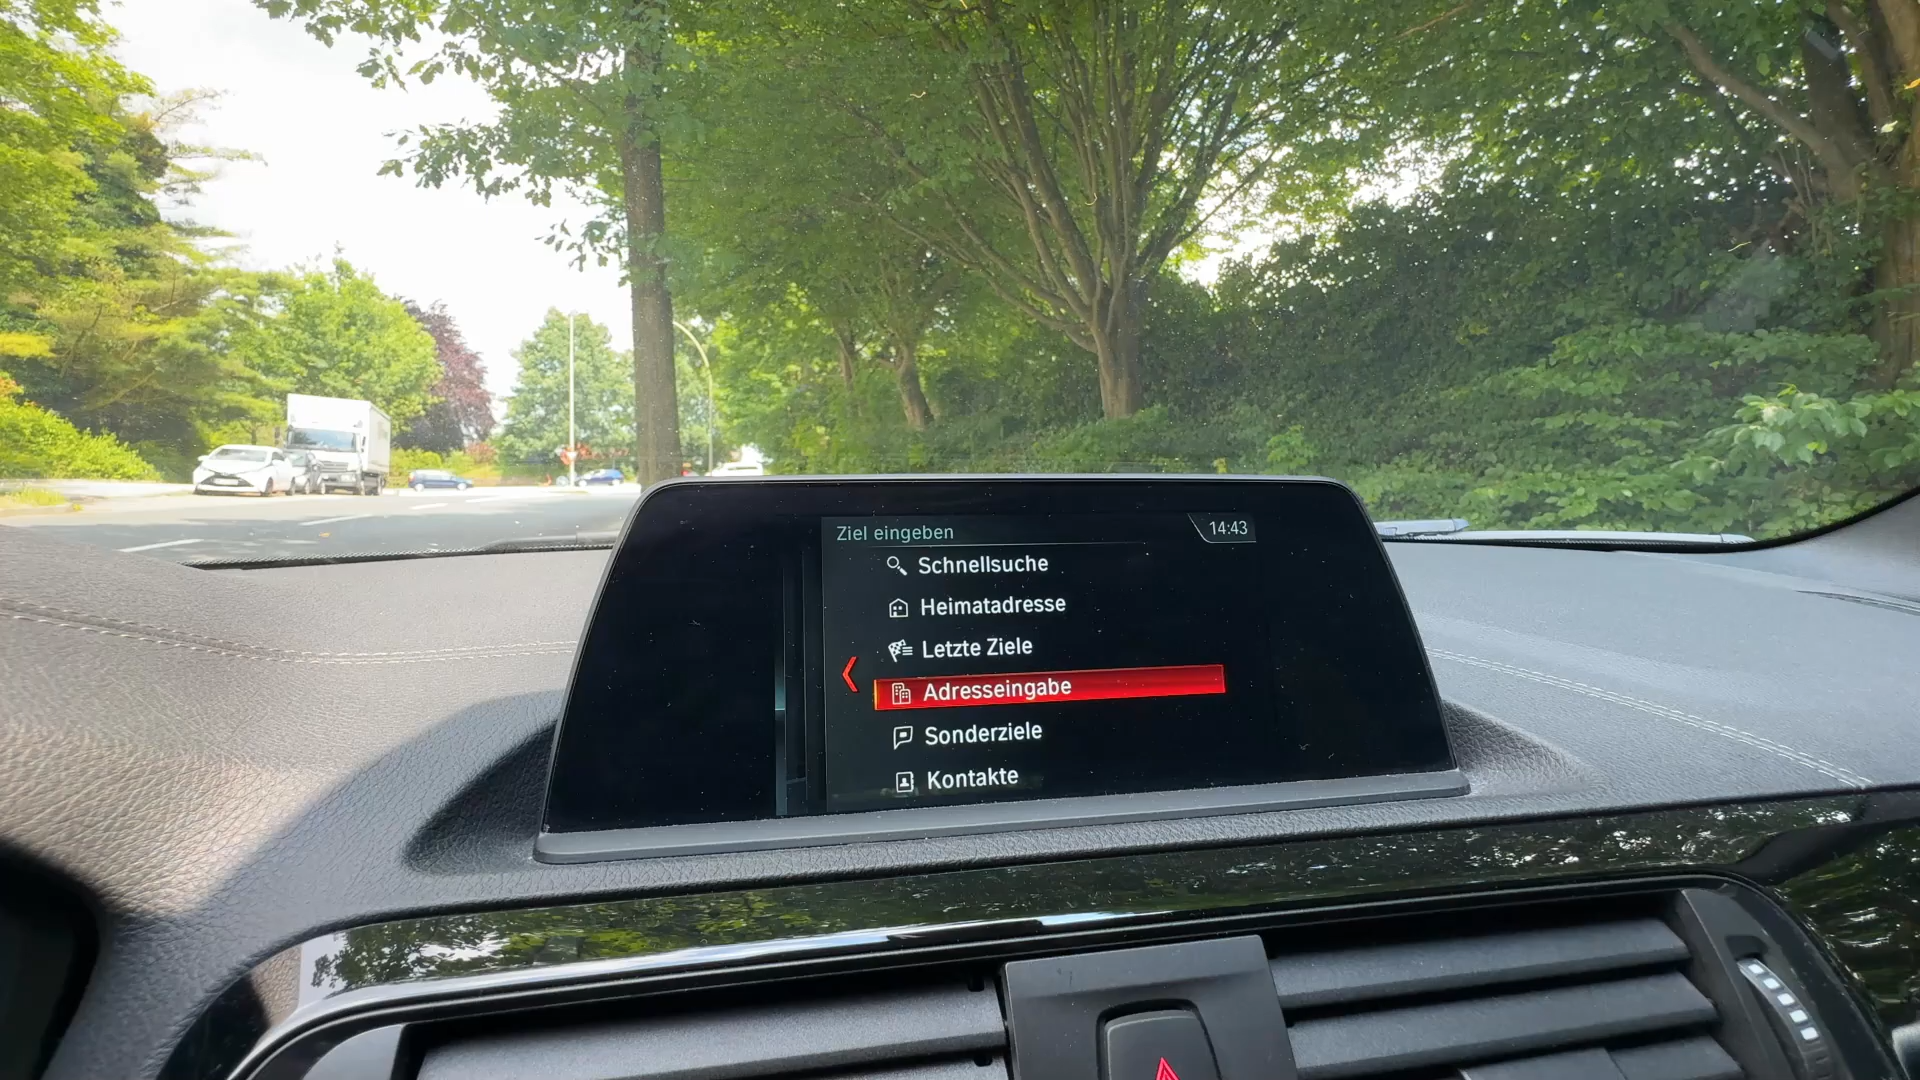 Ziel eingeben
14:43
Schnellsuche
Heimatadresse
Letzte Ziele
Adresseingabe
Sonderziele
Kontakte